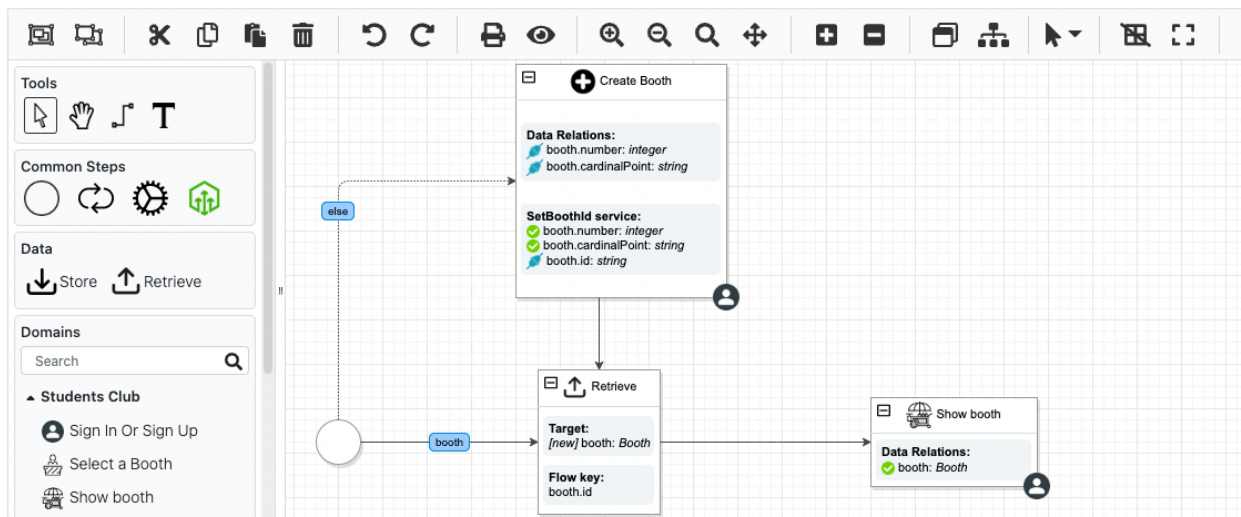 Tools
T
Common Steps
Data
Store
Retrieve
Domains
Search
Students Club
Sign In Or Sign Up
Select a Booth
Show booth
Create Booth
Data Relations:
booth.number: integer
booth.cardinalPoint: string
SetBoothId service:
booth.number: integer
booth.cardinalPoint: string
booth.id: string
else
booth
Retrieve
Target:
[new] booth: Booth
Flow key:
booth.id
Show booth
Data Relations:
booth: Booth